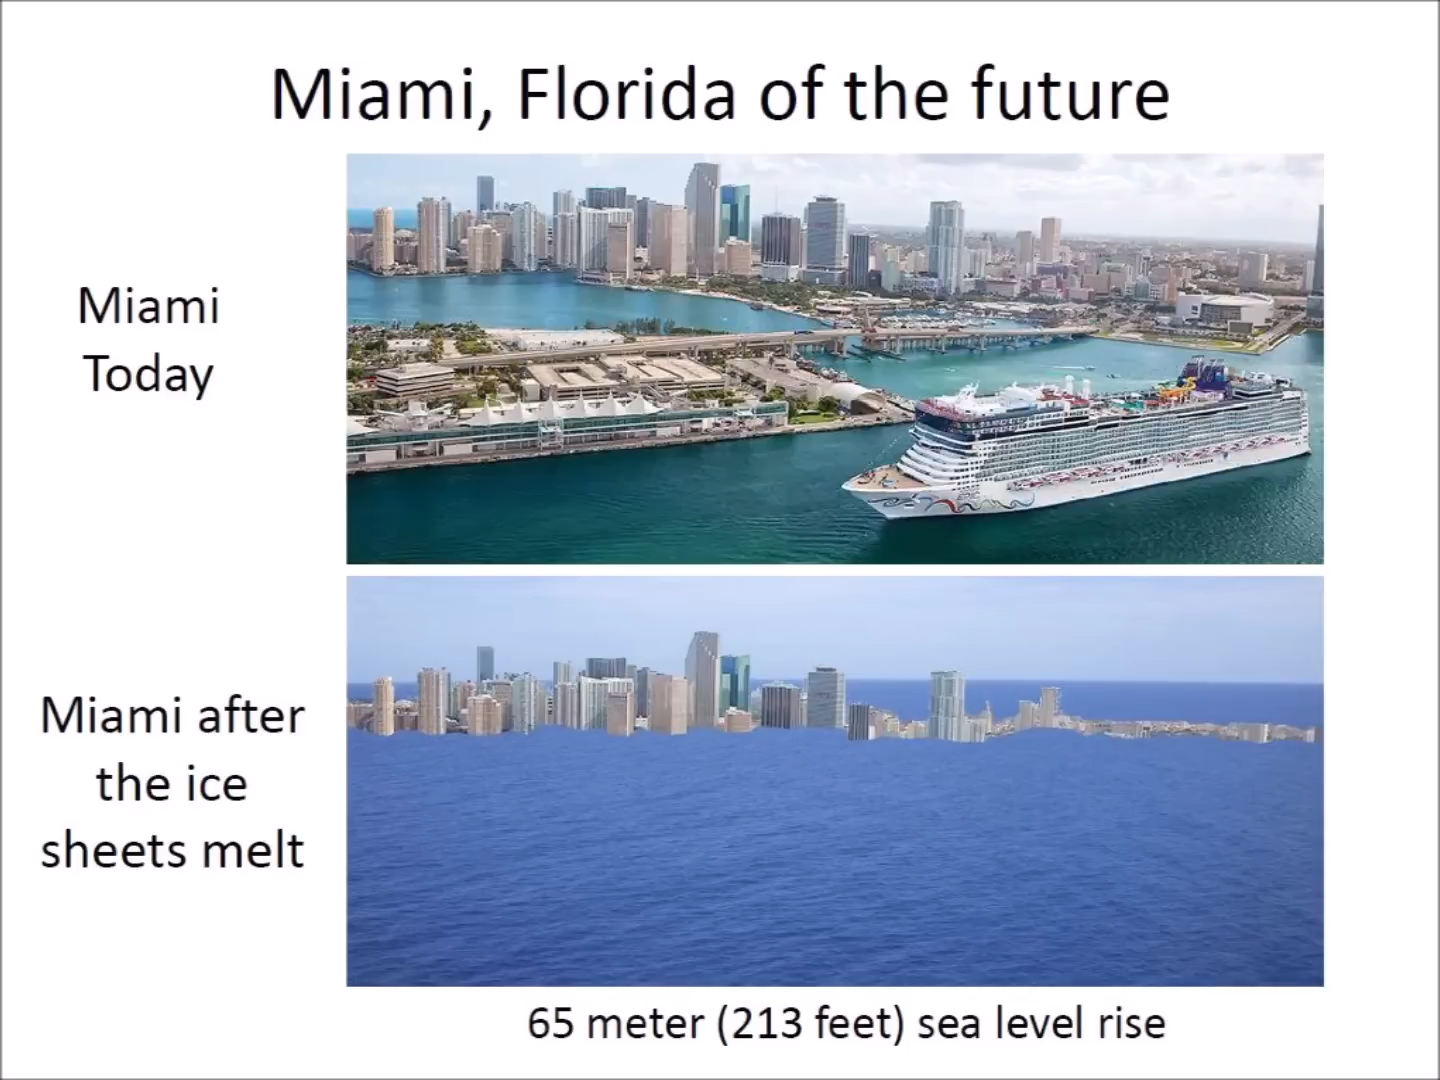 Miami, Florida of the future
Miami
Today
Miami after
the ice
sheets melt
65 meter (213 feet) sea level rise